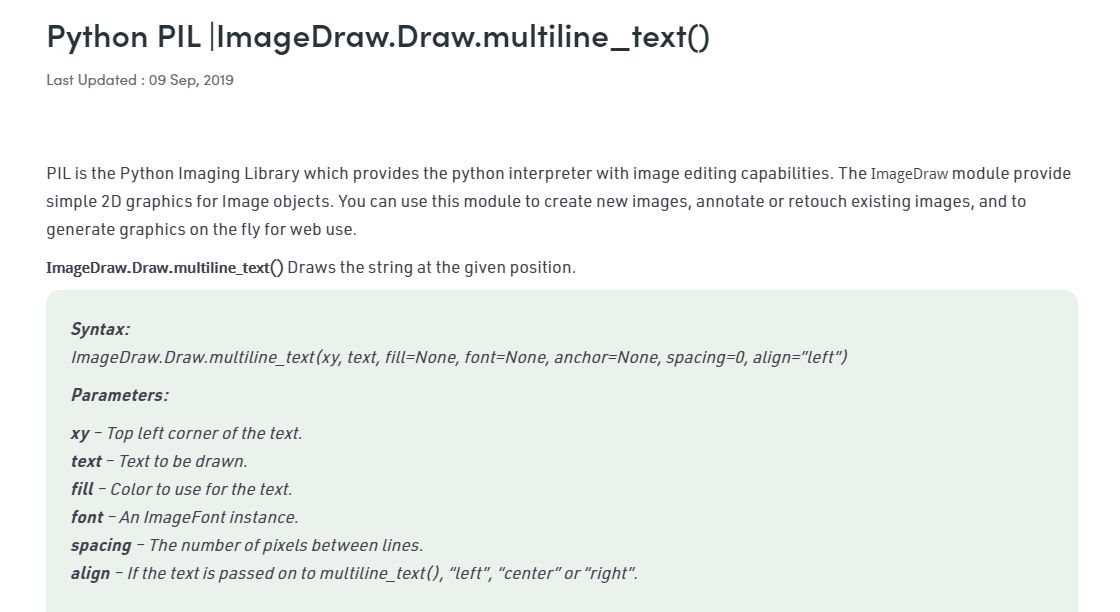 Python PIL |ImageDraw.Draw.multiline_text()
Last Updated : 09 Sep, 2019
PIL is the Python Imaging Library which provides the python interpreter with image editing capabilities. The ImageDraw module provide
simple 2D graphics for Image objects. You can use this module to create new images, annotate or retouch existing images, and to
generate graphics on the fly for web use.
ImageDraw.Draw.multiline_text() Draws the string at the given position.
Syntax:
ImageDraw.Draw.multiline_text(xy, text, fill=None, font=None, anchor=None, spacing=0, align=”left”)
Parameters:
xy – Top left corner of the text.
text – Text to be drawn.
fill – Color to use for the text.
font – An ImageFont instance.
spacing – The number of pixels between lines.
align – If the text is passed on to multiline_text(), “left”, “center” or “right”.